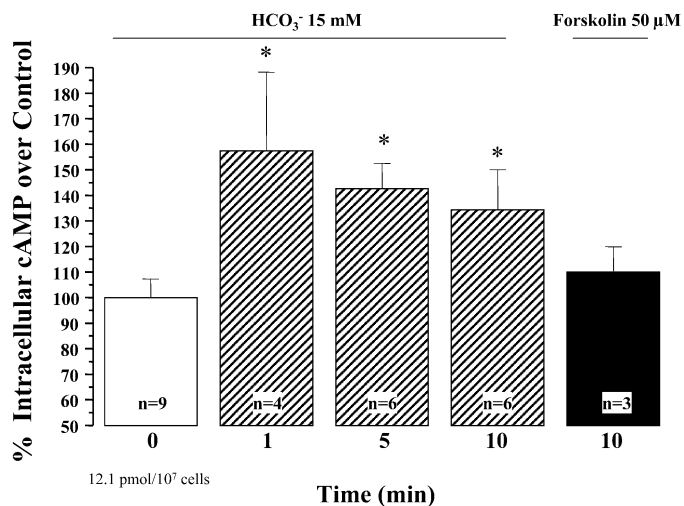 HCO₃⁻ 15 mM
Forskolin 50 µM
% Intracellular cAMP over Control
190
180
170
160
150
140
130
120
110
100
90
80
70
60
50
*
*
*
n=9
n=4
n=6
n=6
n=3
0
1
5
10
10
12.1 pmol/10⁷ cells
Time (min)